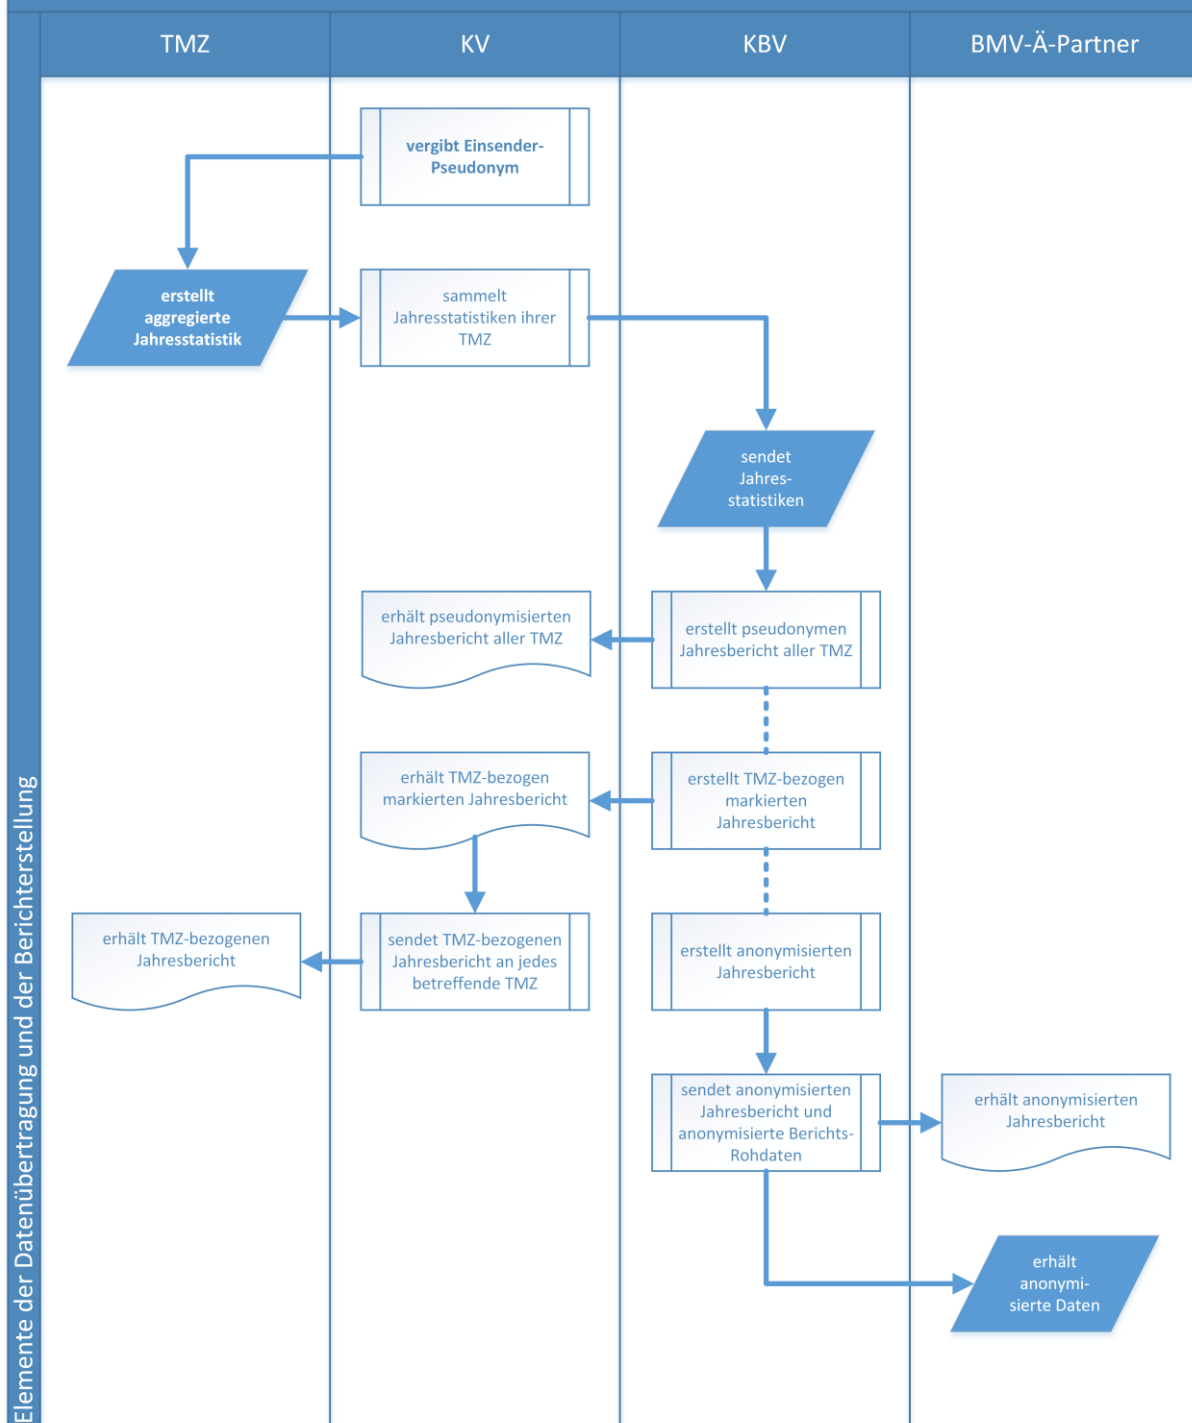 TMZ
KV
KBV
BMV-Ä-Partner
Elemente der Datenübertragung und der Berichterstellung
vergibt Einsender-
Pseudonym
erstellt
aggregierte
Jahresstatistik
sammelt
Jahresstatistiken ihrer
TMZ
sendet
Jahres-
statistiken
erhält pseudonymisierten
Jahresbericht aller TMZ
erstellt pseudonymen
Jahresbericht aller TMZ
erhält TMZ-bezogen
markierten Jahresbericht
erstellt TMZ-bezogen
markierten
Jahresbericht
erhält TMZ-bezogenen
Jahresbericht
sendet TMZ-bezogenen
Jahresbericht an jedes
betreffende TMZ
erstellt anonymisierten
Jahresbericht
sendet anonymisierten
Jahresbericht und
anonymisierte Berichts-
Rohdaten
erhält anonymisierten
Jahresbericht
erhält
anonymi-
sierte Daten